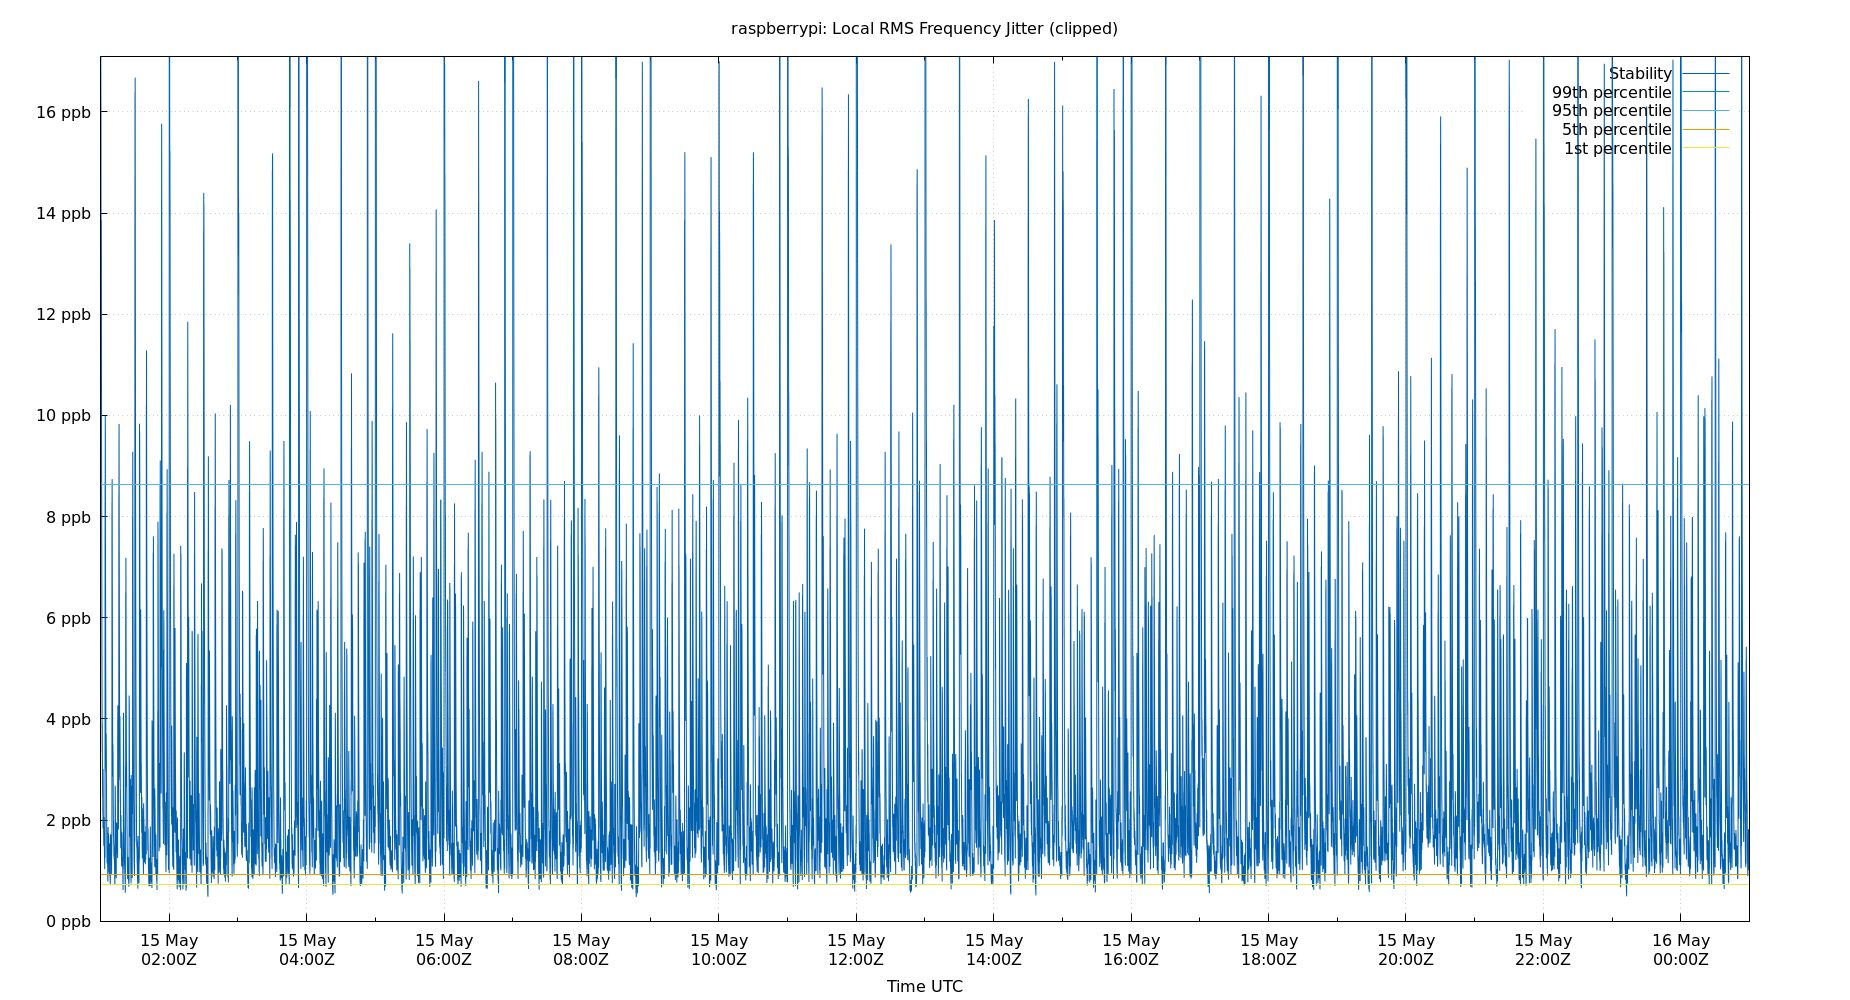 raspberrypi: Local RMS Frequency Jitter (clipped)
Stability
99th percentile
95th percentile
5th percentile
1st percentile
16 ppb
14 ppb
12 ppb
10 ppb
8 ppb
6 ppb
4 ppb
2 ppb
0 ppb
15 May 15 May 15 May 15 May 15 May 15 May 15 May 15 May 15 May 15 May 15 May 16 May
02:00Z 04:00Z 06:00Z 08:00Z 10:00Z 12:00Z 14:00Z 16:00Z 18:00Z 20:00Z 22:00Z 00:00Z
Time UTC